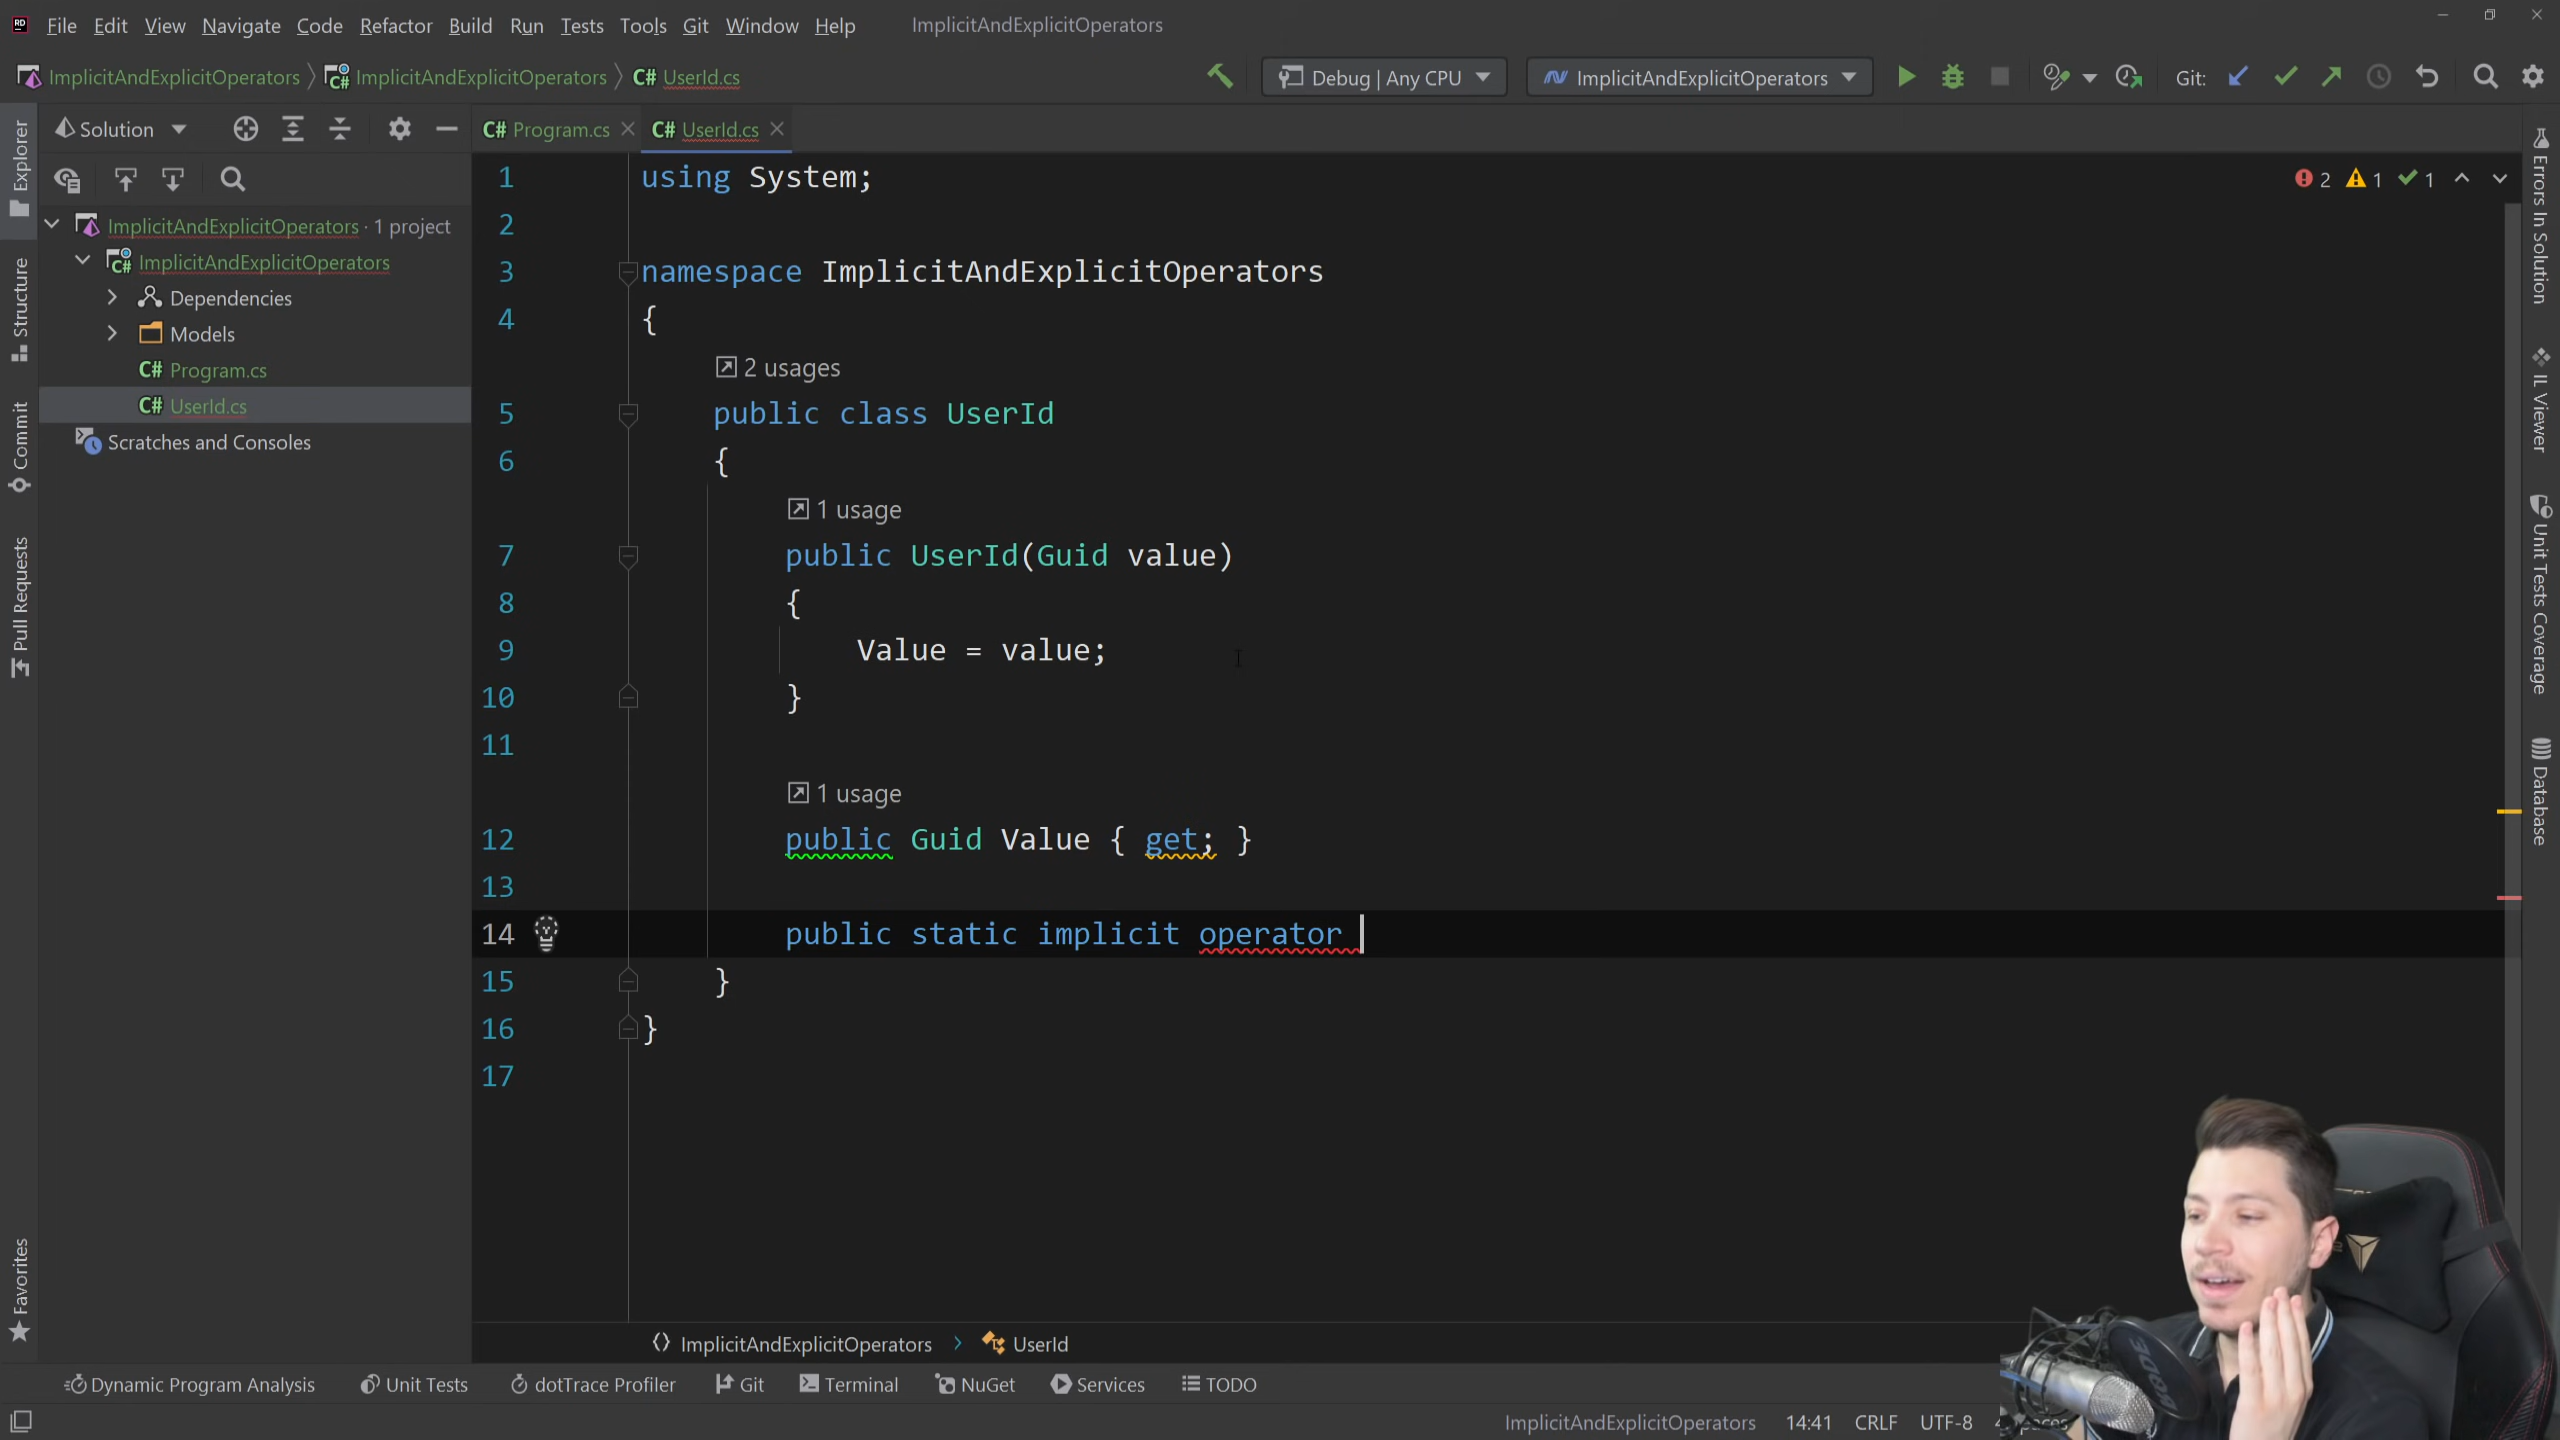 File Edit View Navigate Code Refactor Build Run Tests Tools Git Window Help ImplicitAndExplicitOperators
ImplicitAndExplicitOperators ImplicitAndExplicitOperators C# UserId.cs Debug | Any CPU ImplicitAndExplicitOperators Git:
Solution C# Program.cs C# UserId.cs
Explorer
Structure
Commit
Pull Requests
Favorites
ImplicitAndExplicitOperators · 1 project
C# ImplicitAndExplicitOperators
Dependencies
Models
C# Program.cs
C# UserId.cs
Scratches and Consoles
2 1 1
1 using System;
2
3 namespace ImplicitAndExplicitOperators
4 {
2 usages
5 public class UserId
6 {
1 usage
7 public UserId(Guid value)
8 {
9 Value = value;
10 }
11
1 usage
12 public Guid Value { get; }
13
14 public static implicit operator
15 }
16 }
17
Errors In Solution
IL Viewer
Unit Tests Coverage
Database
RODE
ImplicitAndExplicitOperators UserId
Dynamic Program Analysis Unit Tests dotTrace Profiler Git Terminal NuGet Services TODO
ImplicitAndExplicitOperators 14:41 CRLF UTF-8